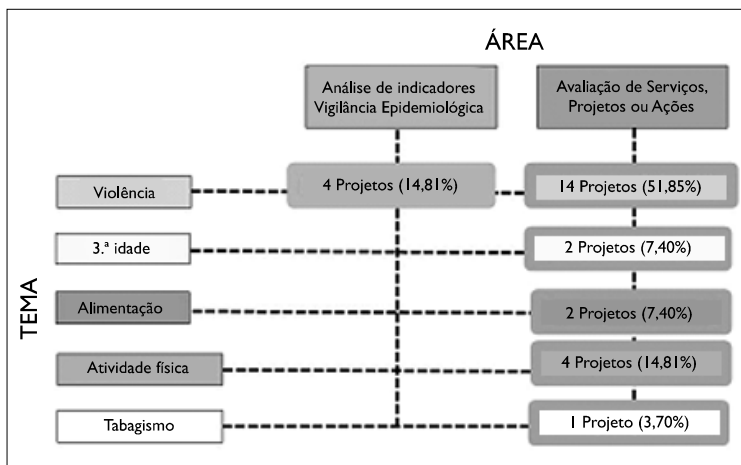 ÁREA
Análise de indicadores
Vigilância Epidemiológica
Avaliação de Serviços,
Projetos ou Ações
TEMA
Violência
4 Projetos (14,81%)
14 Projetos (51,85%)
3.ª idade
2 Projetos (7,40%)
Alimentação
2 Projetos (7,40%)
Atividade física
4 Projetos (14,81%)
Tabagismo
1 Projeto (3,70%)